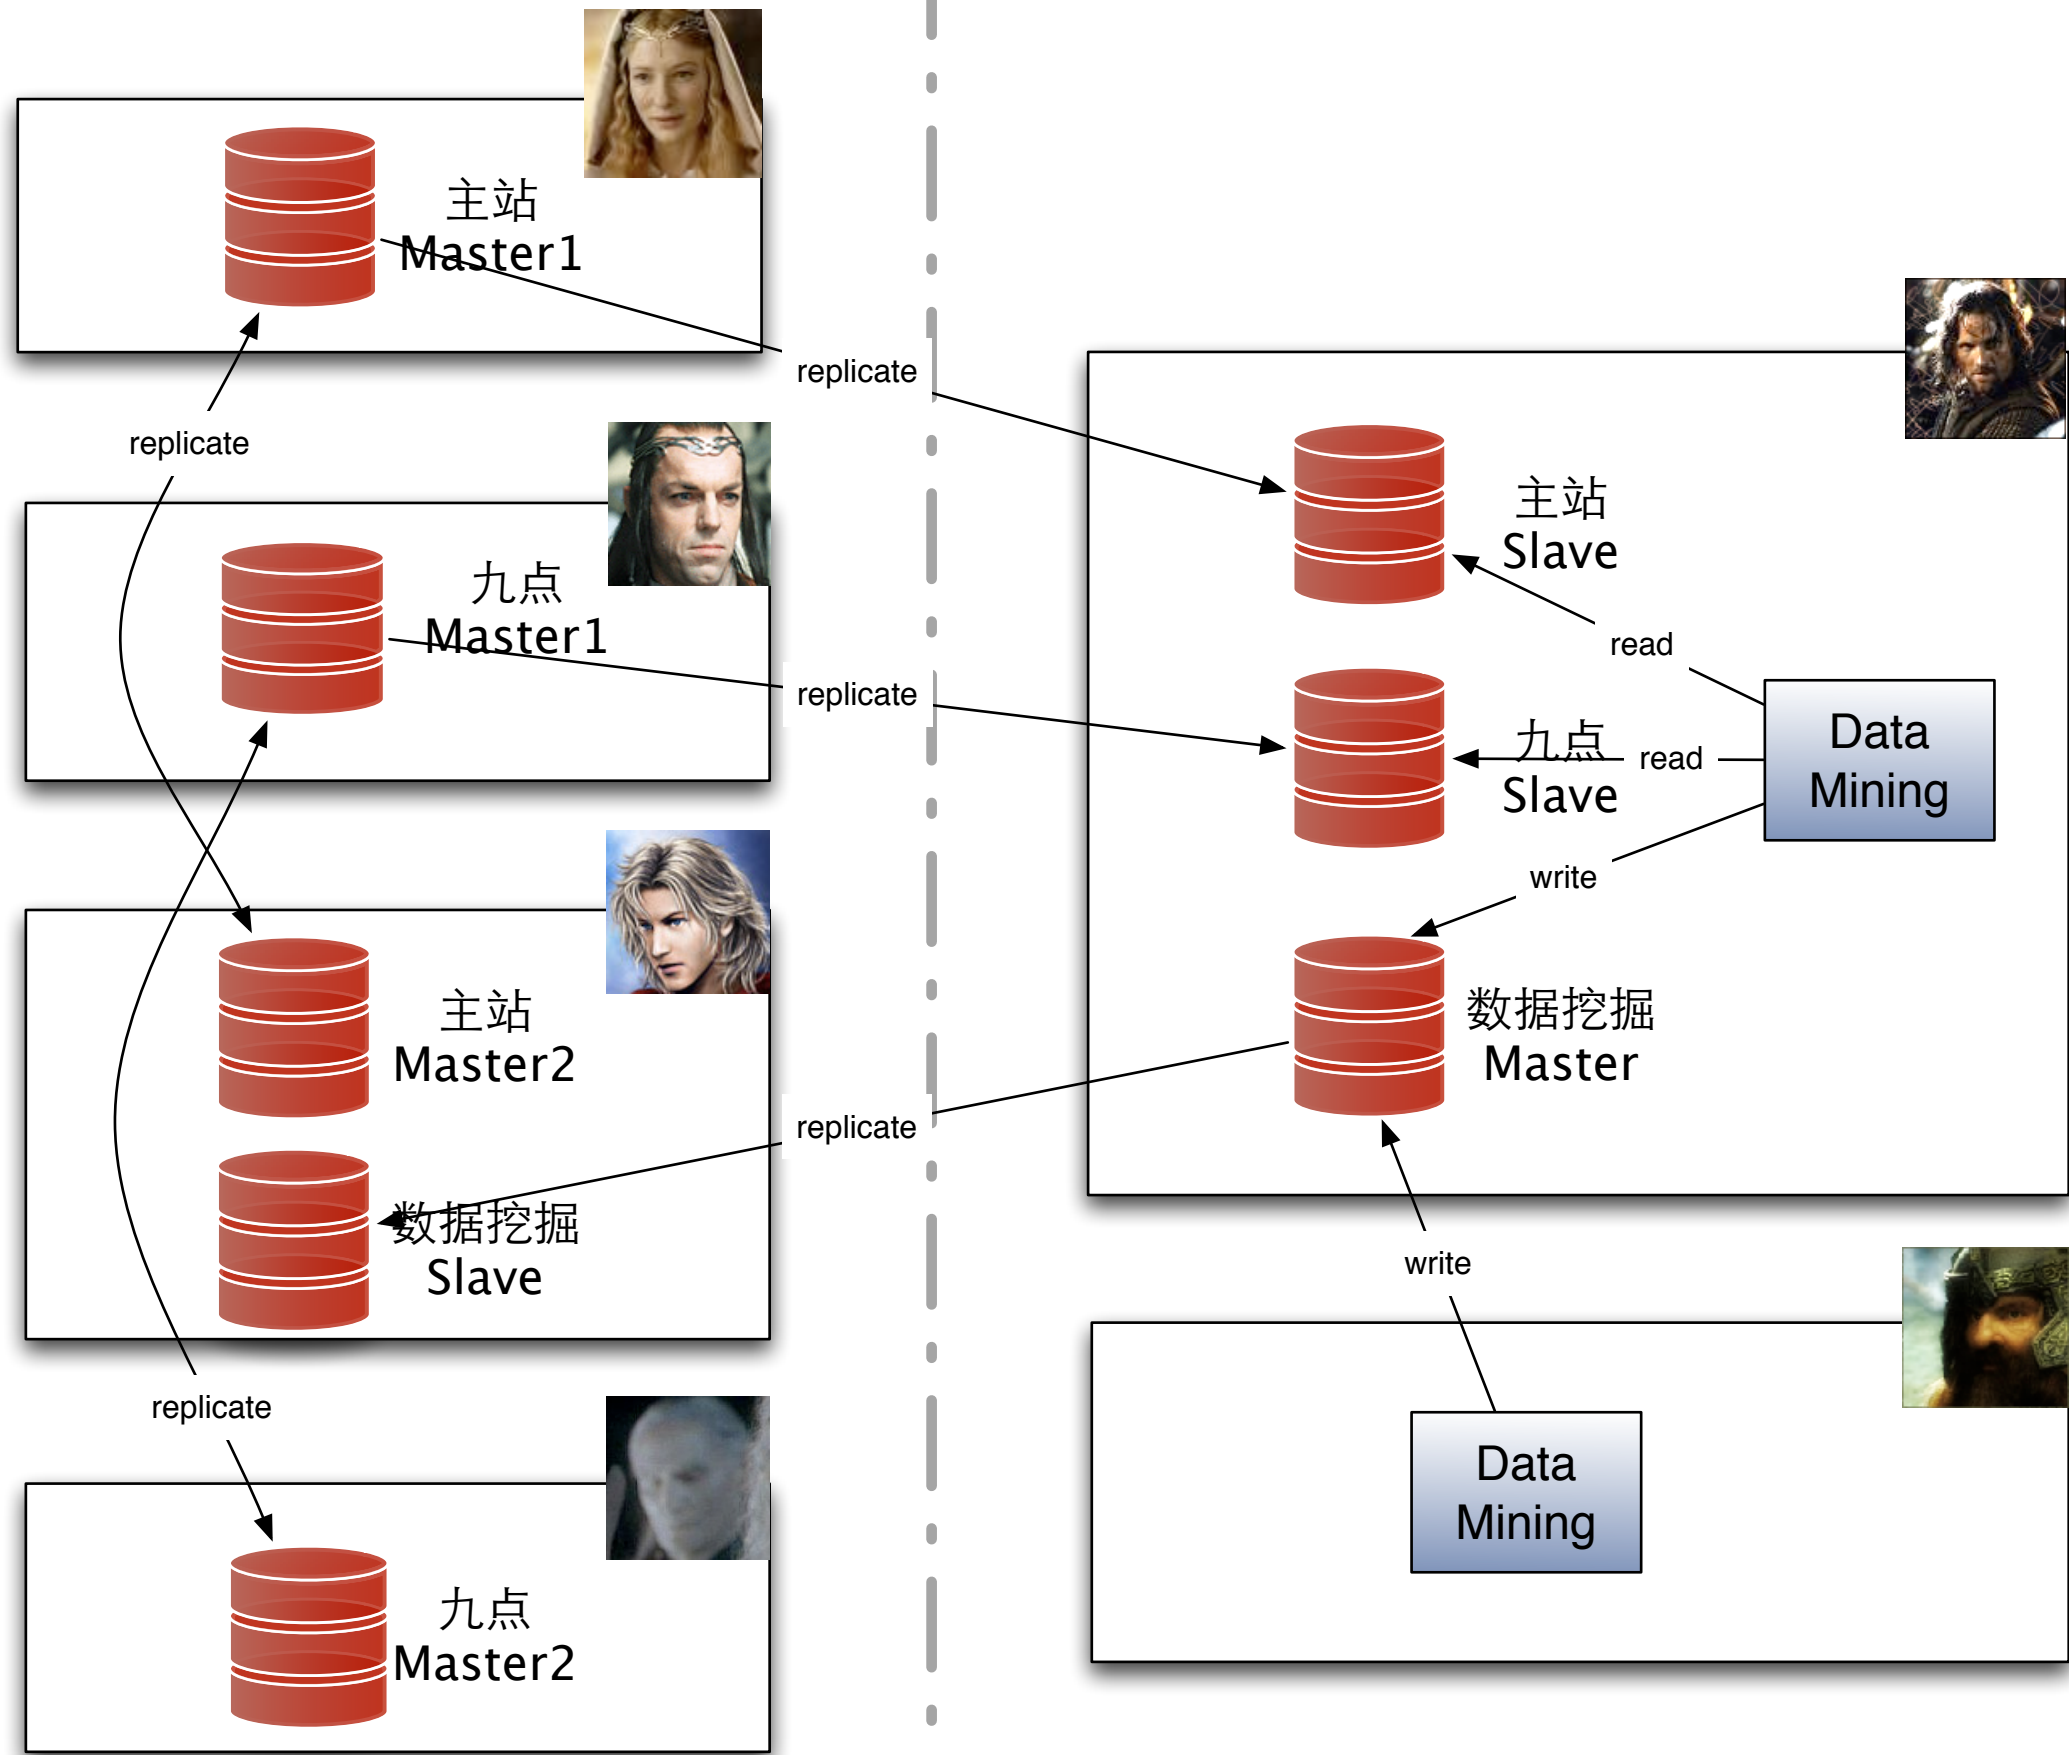 主站
Master1
replicate
replicate
九点
Master1
replicate
主站
Master2
replicate
数据挖掘
Slave
replicate
九点
Master2
主站
Slave
read
九点
Slave
read
Data
Mining
write
数据挖掘
Master
write
Data
Mining